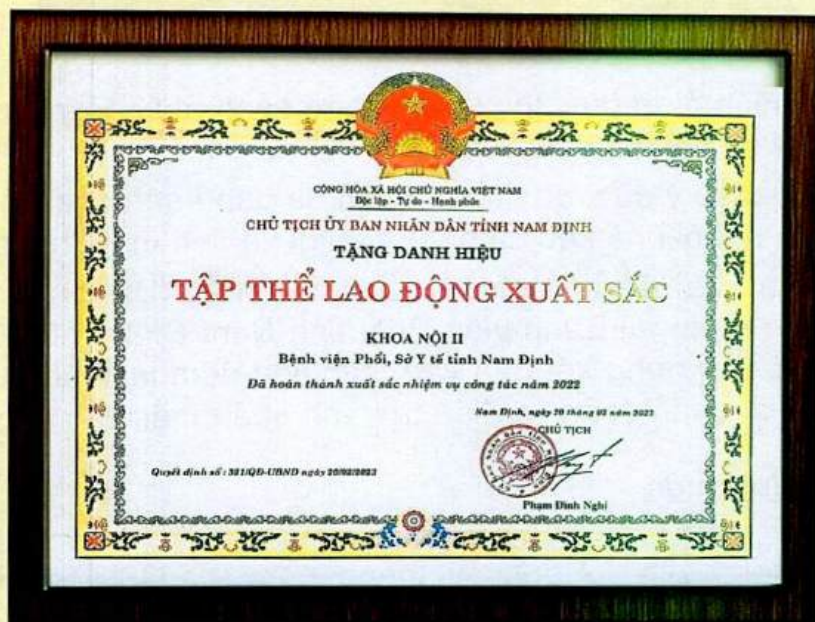 CỘNG HÒA XÃ HỘI CHỦ NGHĨA VIỆT NAM
Độc lập - Tự do - Hạnh phúc
CHỦ TỊCH ỦY BAN NHÂN DÂN TỈNH NAM ĐỊNH
TẶNG DANH HIỆU
TẬP THỂ LAO ĐỘNG XUẤT SẮC
KHOA NỘI II
Bệnh viện Phổi, Sở Y tế tỉnh Nam Định
Đã hoàn thành xuất sắc nhiệm vụ công tác năm 2022
Nam Định, ngày 20 tháng 02 năm 2023
CHỦ TỊCH
Quyết định số: 321/QĐ-UBND ngày 20/02/2023
Phạm Đình Nghị